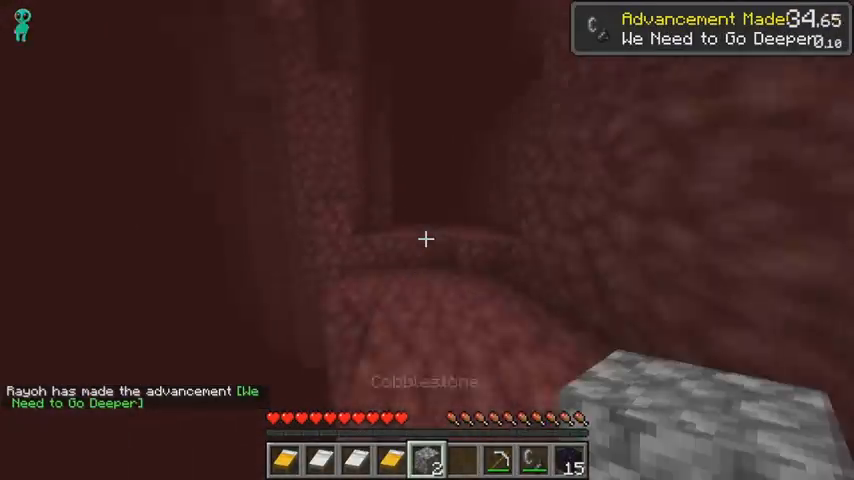 Advancement Made 34.65
We Need to Go Deeper 0.10
Cobblestone
Rayoh has made the advancement [We
Need to Go Deeper]
2
15